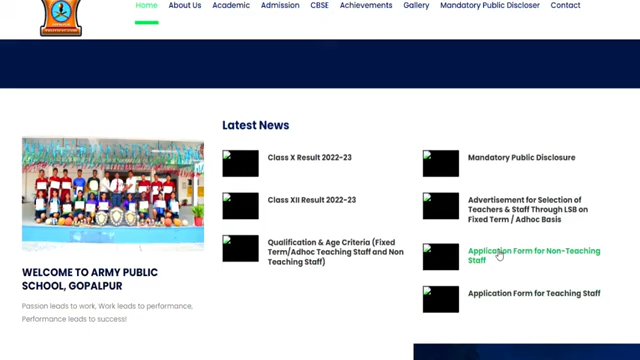 Home About Us Academic Admission CBSE Achievements Gallery Mandatory Public Discloser Contact
Latest News
Class X Result 2022-23
Class XII Result 2022-23
Qualification & Age Criteria (Fixed
Term/Adhoc Teaching Staff and Non
Teaching Staff)
Mandatory Public Disclosure
Advertisement for Selection of
Teachers & Staff Through LSB on
Fixed Term / Adhoc Basis
Application Form for Non-Teaching
Staff
Application Form for Teaching Staff
WELCOME TO ARMY PUBLIC
SCHOOL, GOPALPUR
Passion leads to work, Work leads to performance,
Performance leads to success!